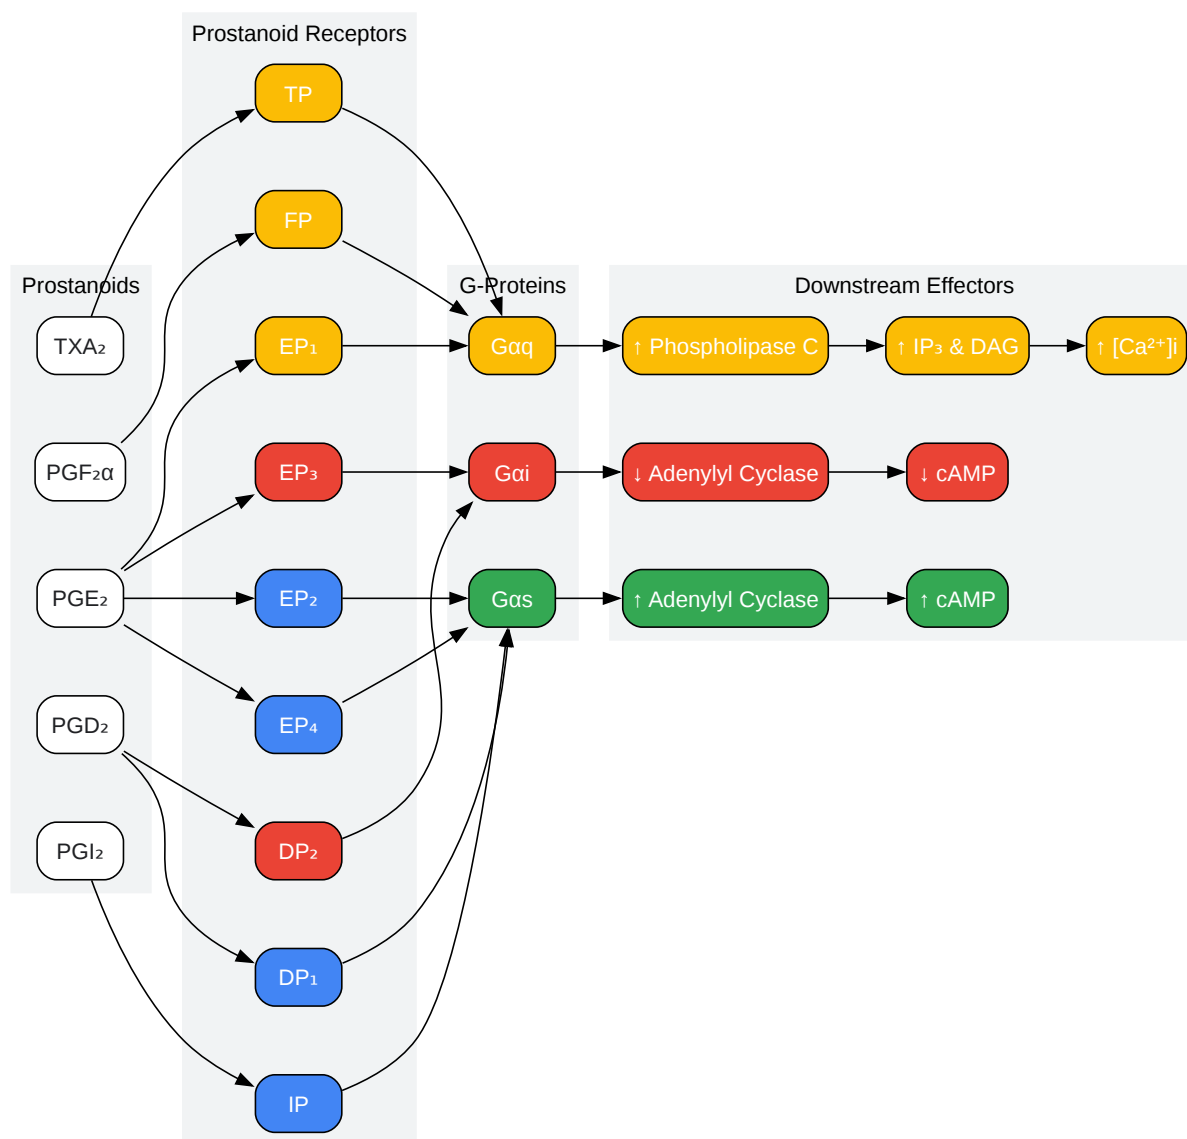 Prostanoid Receptors
TP
FP
Prostanoids
G-Proteins
Downstream Effectors
TXA₂
EP₁
Gαq
↑ Phospholipase C
↑ IP₃ & DAG
↑ [Ca²⁺]i
PGF₂α
EP₃
Gαi
↓ Adenylyl Cyclase
↓ cAMP
PGE₂
EP₂
Gαs
↑ Adenylyl Cyclase
↑ cAMP
PGD₂
EP₄
PGI₂
DP₂
DP₁
IP